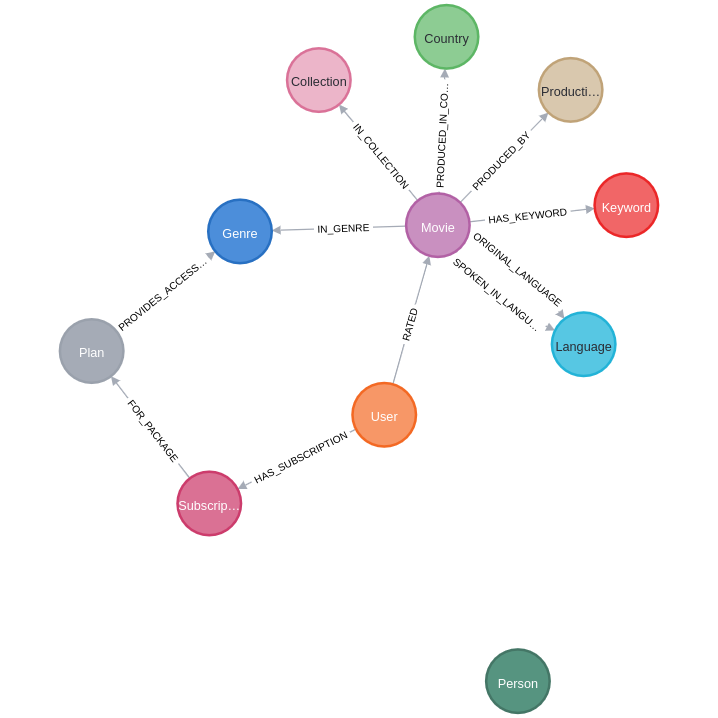 Country
Collection
Producti…
PRODUCED_IN_CO…
IN_COLLECTION
PRODUCED_BY
Keyword
HAS_KEYWORD
Movie
IN_GENRE
Genre
ORIGINAL_LANGUAGE
SPOKEN_IN_LANGU…
PROVIDES_ACCESS…
RATED
Language
Plan
User
FOR_PACKAGE
HAS_SUBSCRIPTION
Subscrip…
Person